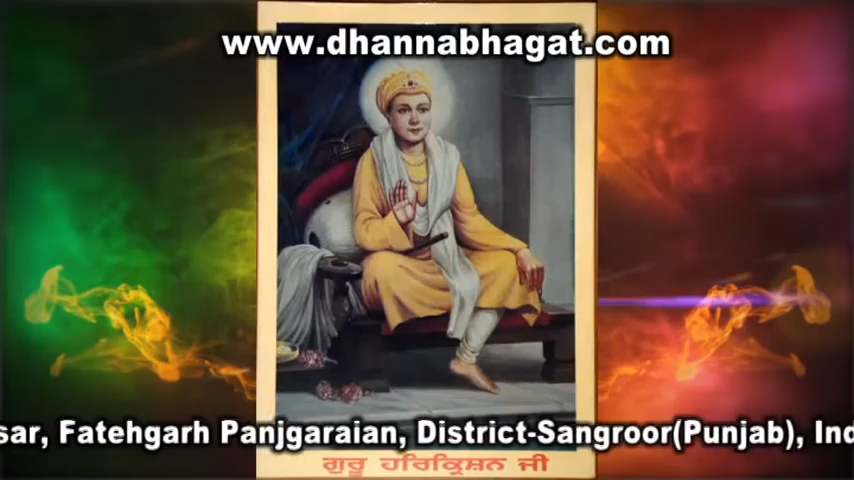 www.dhannabhagat.com
sar, Fatehgarh Panjgaraian, District-Sangroor(Punjab), Ind
ਗੁਰੂ ਹਰਿਕ੍ਰਿਸ਼ਨ ਜੀ